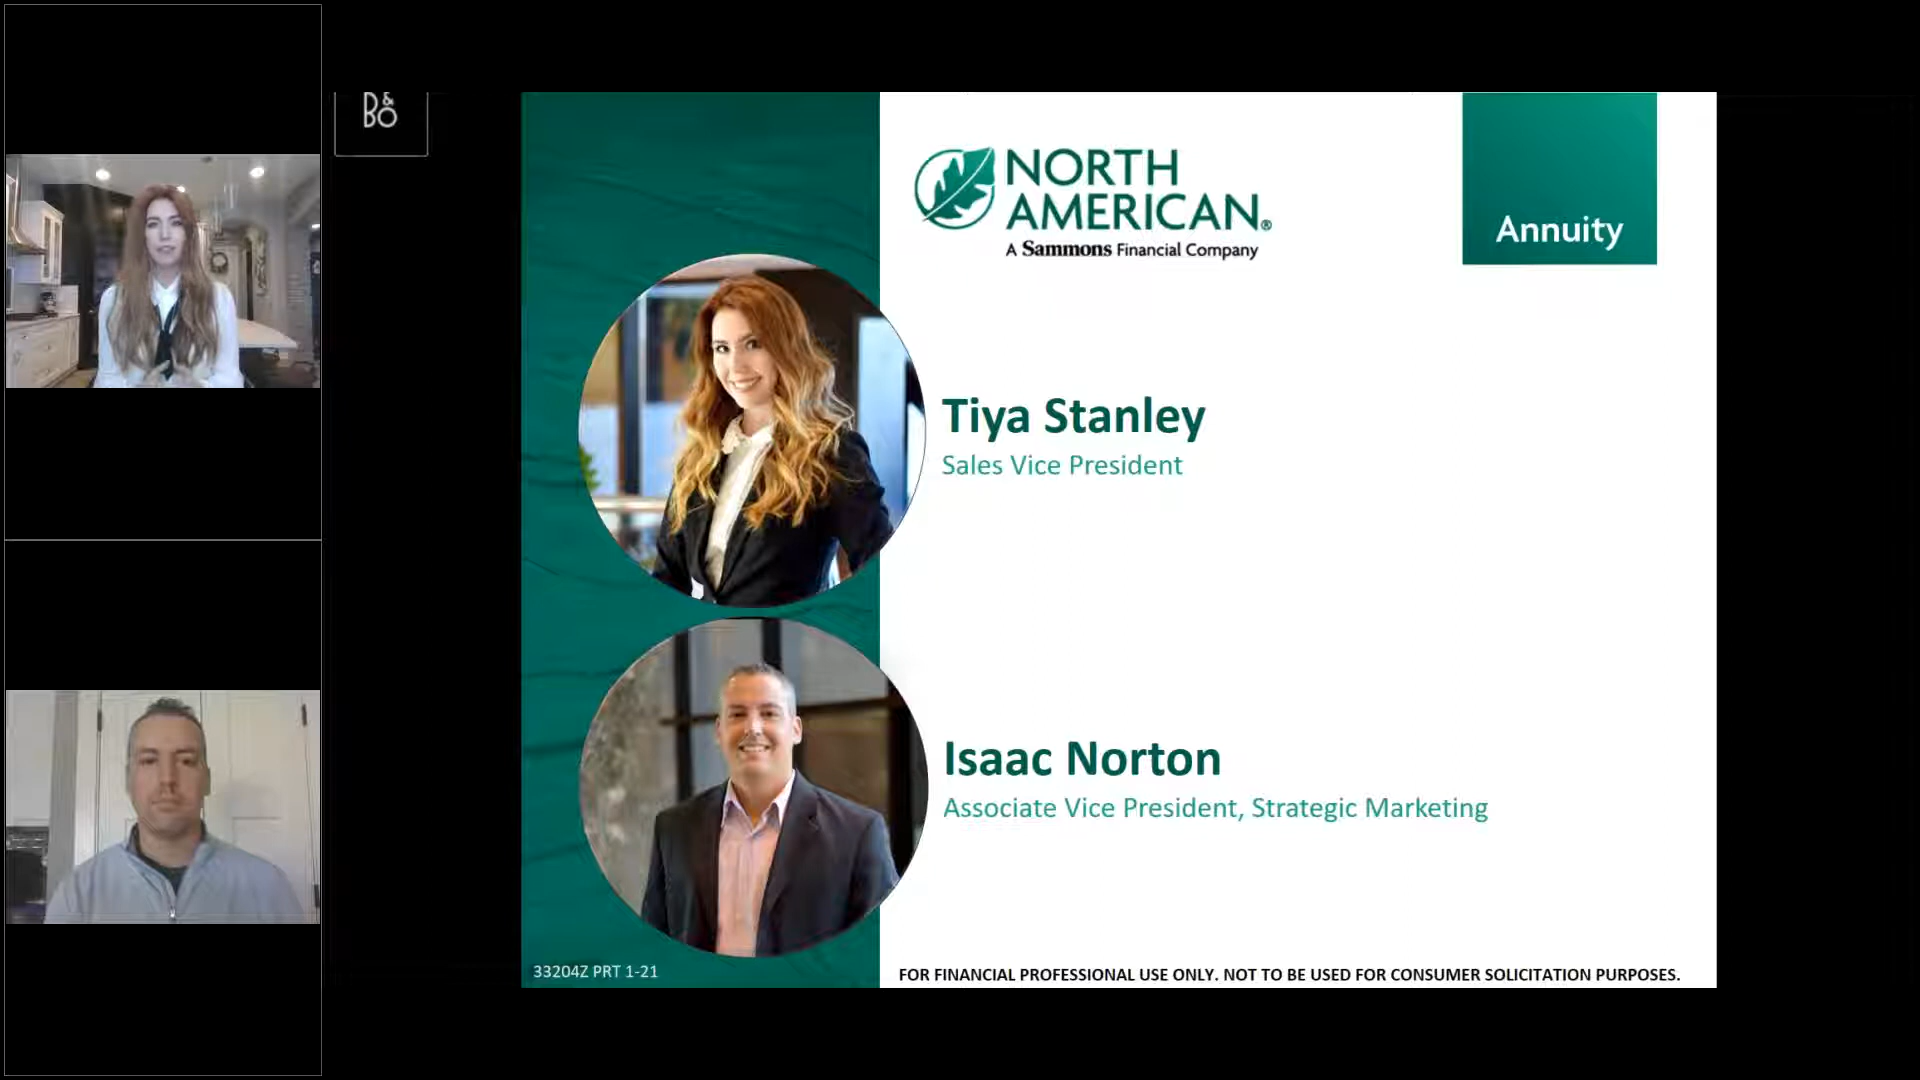 B&
BO
NORTH
AMERICAN®
A Sammons Financial Company
Annuity
Tiya Stanley
Sales Vice President
Isaac Norton
Associate Vice President, Strategic Marketing
33204Z PRT 1-21
FOR FINANCIAL PROFESSIONAL USE ONLY. NOT TO BE USED FOR CONSUMER SOLICITATION PURPOSES.